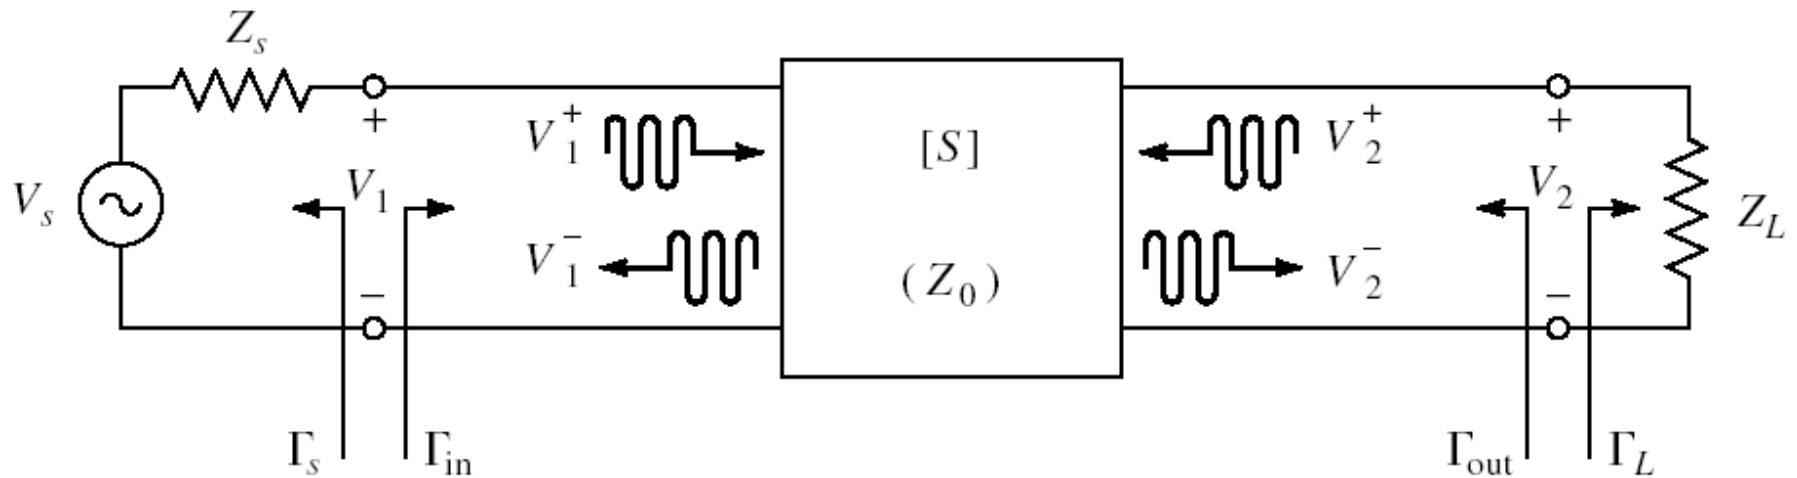 Z_s
V_s
+
V_1
−
V_1^+
V_1^−
[S]
(Z_0)
V_2^+
V_2^−
+
V_2
−
Z_L
Γ_s
Γ_in
Γ_out
Γ_L